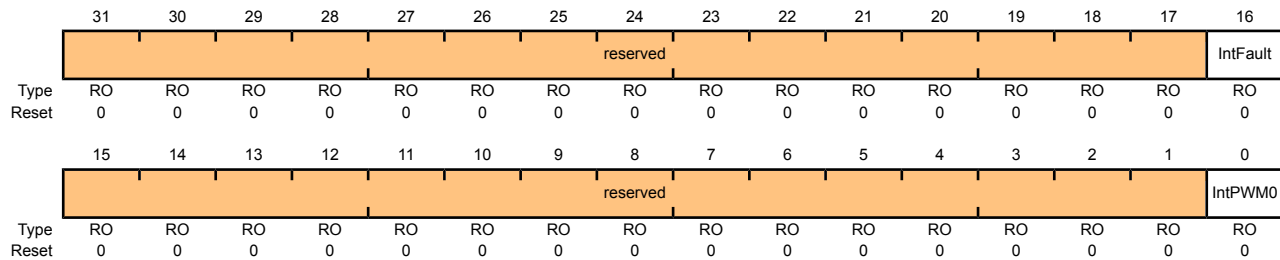 31 30 29 28 27 26 25 24 23 22 21 20 19 18 17 16
reserved IntFault
Type RO RO RO RO RO RO RO RO RO RO RO RO RO RO RO RO
Reset 0 0 0 0 0 0 0 0 0 0 0 0 0 0 0 0
15 14 13 12 11 10 9 8 7 6 5 4 3 2 1 0
reserved IntPWM0
Type RO RO RO RO RO RO RO RO RO RO RO RO RO RO RO RO
Reset 0 0 0 0 0 0 0 0 0 0 0 0 0 0 0 0